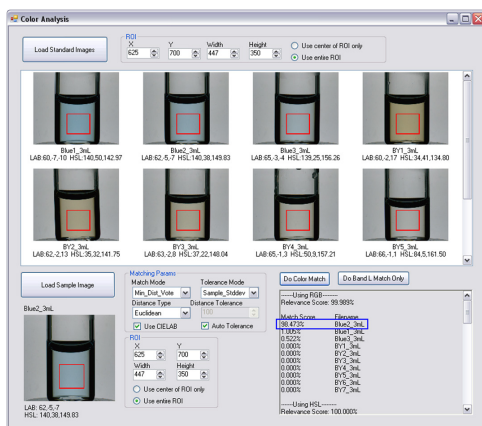 Color Analysis
Load Standard Images
ROI
X Y Width Height
625 700 447 350
Use center of ROI only
Use entire ROI
Blue1_3mL
LAB:60,-7,-10 HSL:140,50,142.97
Blue2_3mL
LAB:62,-5,-7 HSL:140,38,149.83
Blue3_3mL
LAB:65,-3,-4 HSL:139,25,156.26
BY1_3mL
LAB:60,-2,17 HSL:34,41,134.80
BY2_3mL
LAB:62,-2,13 HSL:35,32,141.75
BY3_3mL
LAB:63,-2,8 HSL:37,22,148.04
BY4_3mL
LAB:65,-1,3 HSL:50,9,157.21
BY5_3mL
LAB:66,-1,1 HSL:84,5,161.50
Load Sample Image
Blue2_3mL
LAB: 62,-5,-7
HSL: 140,38,149.83
Matching Params
Match Mode Tolerance Mode
Min_Dist_Vote Sample_Stddev
Distance Type Distance Tolerance
Euclidean 100
Use CIELAB Auto Tolerance
ROI
X Y
625 700
Width Height
447 350
Use center of ROI only
Use entire ROI
Do Color Match Do Band L Match Only
-----Using RGB-------
Relevance Score: 99.989%
Match Score Filename
98.473% Blue2_3mL
1.005% Blue1_3mL
0.522% Blue3_3mL
0.000% BY1_3mL
0.000% BY2_3mL
0.000% BY3_3mL
0.000% BY4_3mL
0.000% BY5_3mL
0.000% BY6_3mL
0.000% BY7_3mL
-----Using HSL-------
Relevance Score: 100.000%